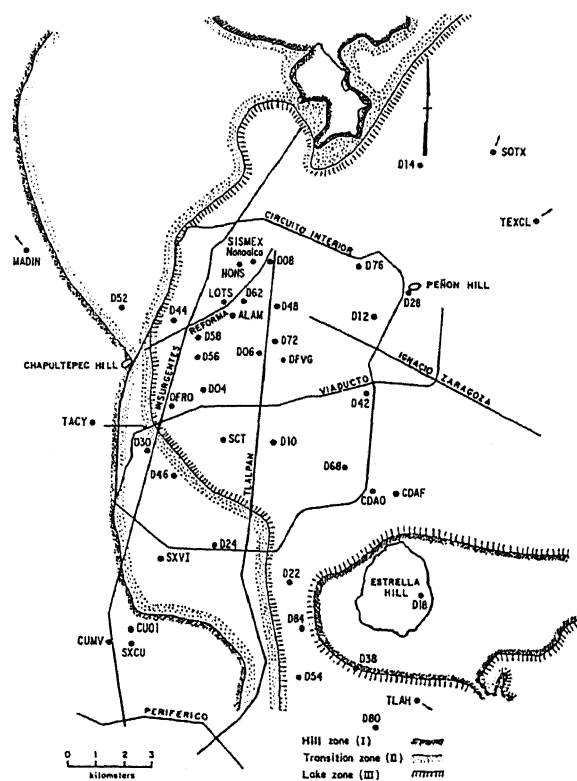 SOTX
D14
TEXCL
CIRCUITO INTERIOR
MADIN
SISMEX
Nonoalco
D08
NONS
D76
PEÑON HILL
D28
D52
LOTS
D62
D48
D44
REFORMA
ALAM
D12
D58
D72
D56
D06
DFVG
CHAPULTEPEC HILL
IGNACIO ZARAGOZA
INSURGENTES
D04
VIADUCTO
D42
DFRO
TACY
D30
SCT
D10
TLALPAN
D46
D68
CDAO
CDAF
D24
SXVI
D22
ESTRELLA
HILL
D18
CU01
D84
CUMV
SXCU
D38
D54
TLAH
PERIFERICO
D80
Hill zone (I)
Transition zone (II)
Lake zone (III)
0 1 2 3
kilometers